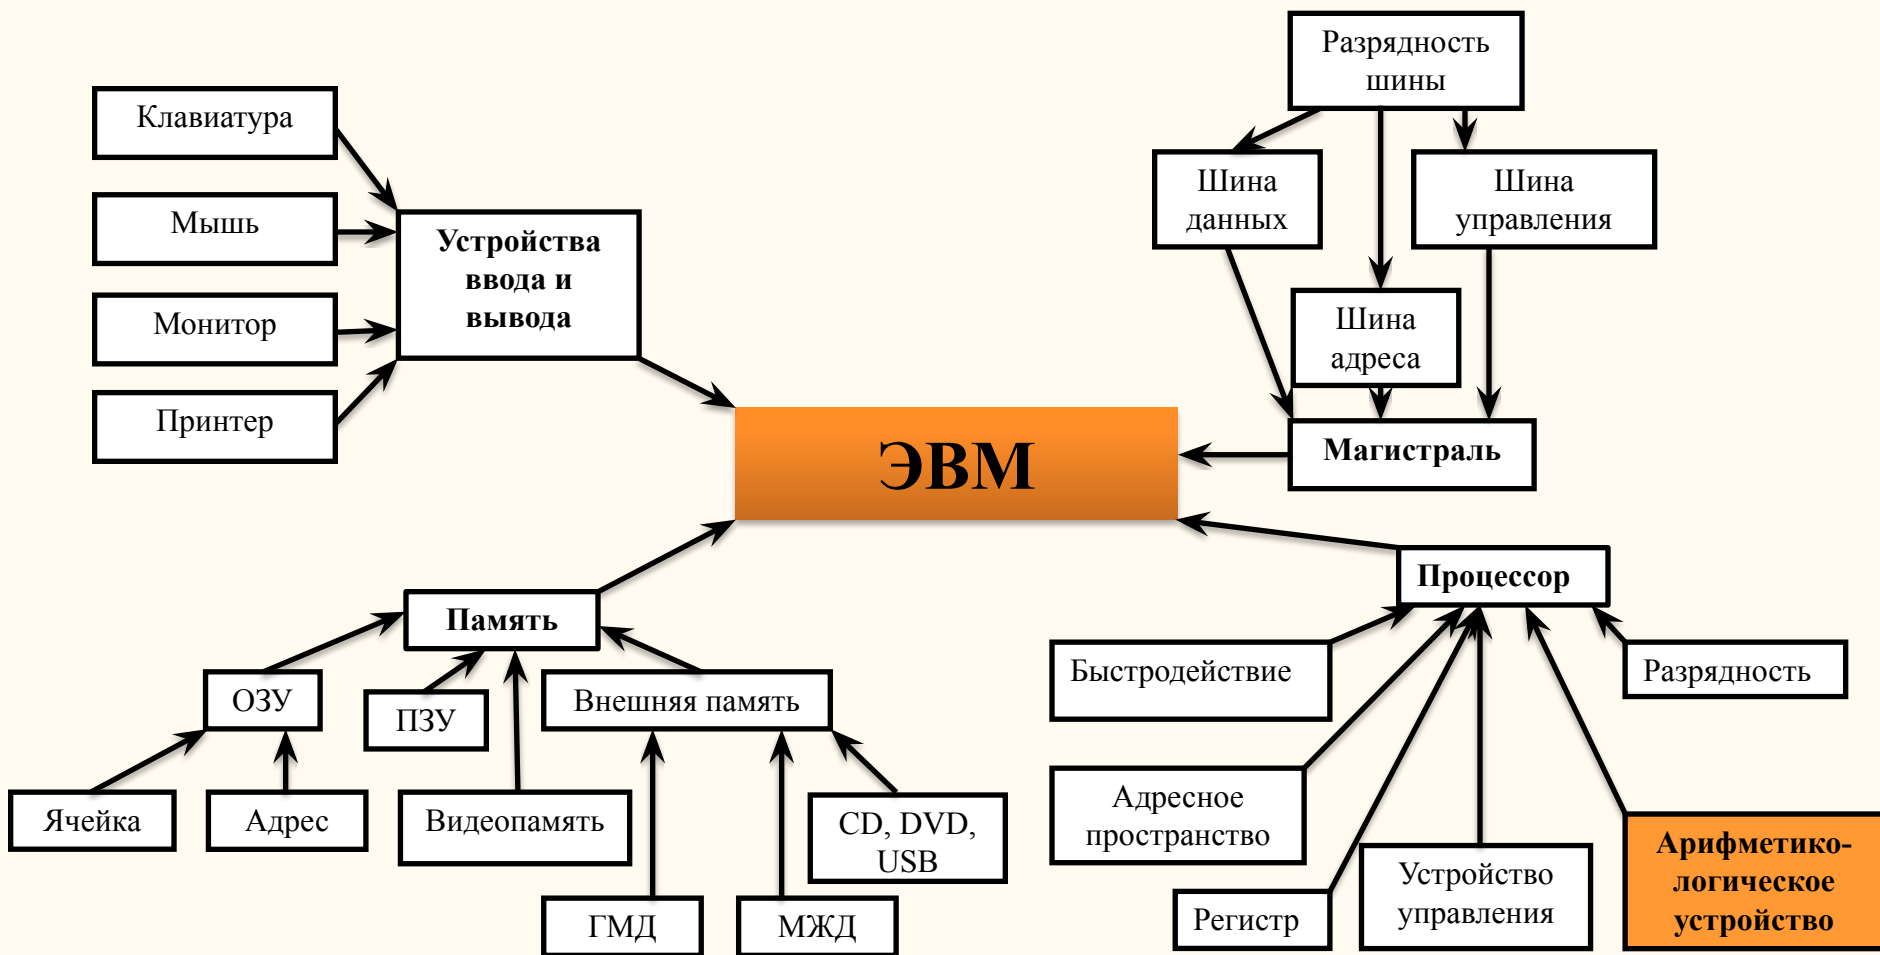 Разрядность
шины
Клавиатура
Мышь
Монитор
Принтер
Устройства
ввода и
вывода
Шина
данных
Шина
управления
Шина
адреса
Магистраль
ЭВМ
Память
ОЗУ
ПЗУ
Внешняя память
Ячейка
Адрес
Видеопамять
CD, DVD,
USB
ГМД
МЖД
Процессор
Быстродействие
Разрядность
Адресное
пространство
Регистр
Устройство
управления
Арифметико-
логическое
устройство